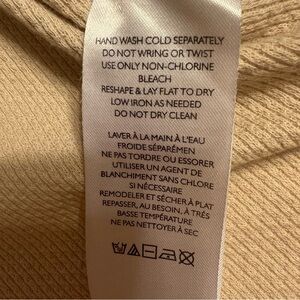 HAND WASH COLD SEPARATELY
DO NOT WRING OR TWIST
USE ONLY NON-CHLORINE
BLEACH
RESHAPE & LAY FLAT TO DRY
LOW IRON AS NEEDED
DO NOT DRY CLEAN
LAVER À LA MAIN À L'EAU
FROIDE SÉPARÉMEN
NE PAS TORDRE OU ESSORER
UTILISER UN AGENT DE
BLANCHIMENT SANS CHLORE
SI NÉCESSAIRE
REMODELER ET SÉCHER À PLAT
REPASSER, AU BESOIN, À TRÉS
BASSE TEMPÉRATURE
NE PAS NETTOYER À SEC